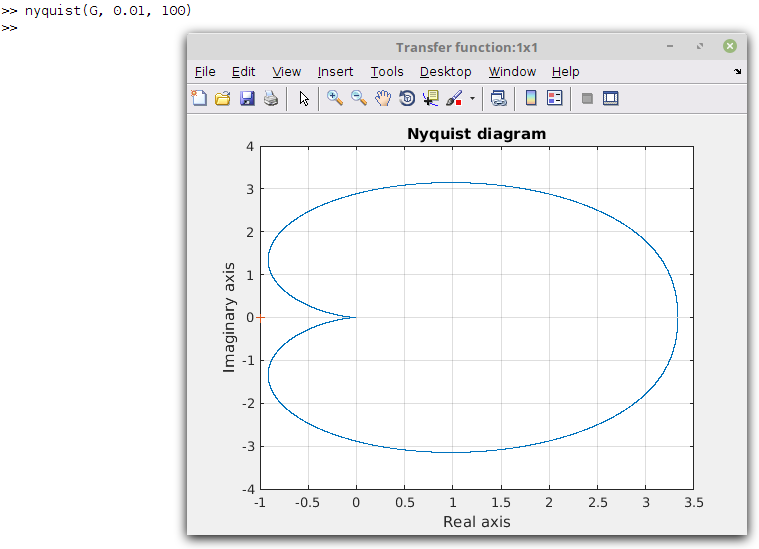 >> nyquist(G, 0.01, 100)
>>
Transfer function:1x1
File Edit View Insert Tools Desktop Window Help
Nyquist diagram
4
3
2
1
0
-1
-2
-3
-4
Imaginary axis
-1 -0.5 0 0.5 1 1.5 2 2.5 3 3.5
Real axis